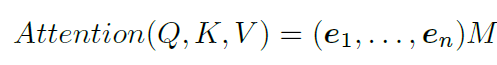 Attention(Q, K, V) = (e₁, . . . , eₙ)M